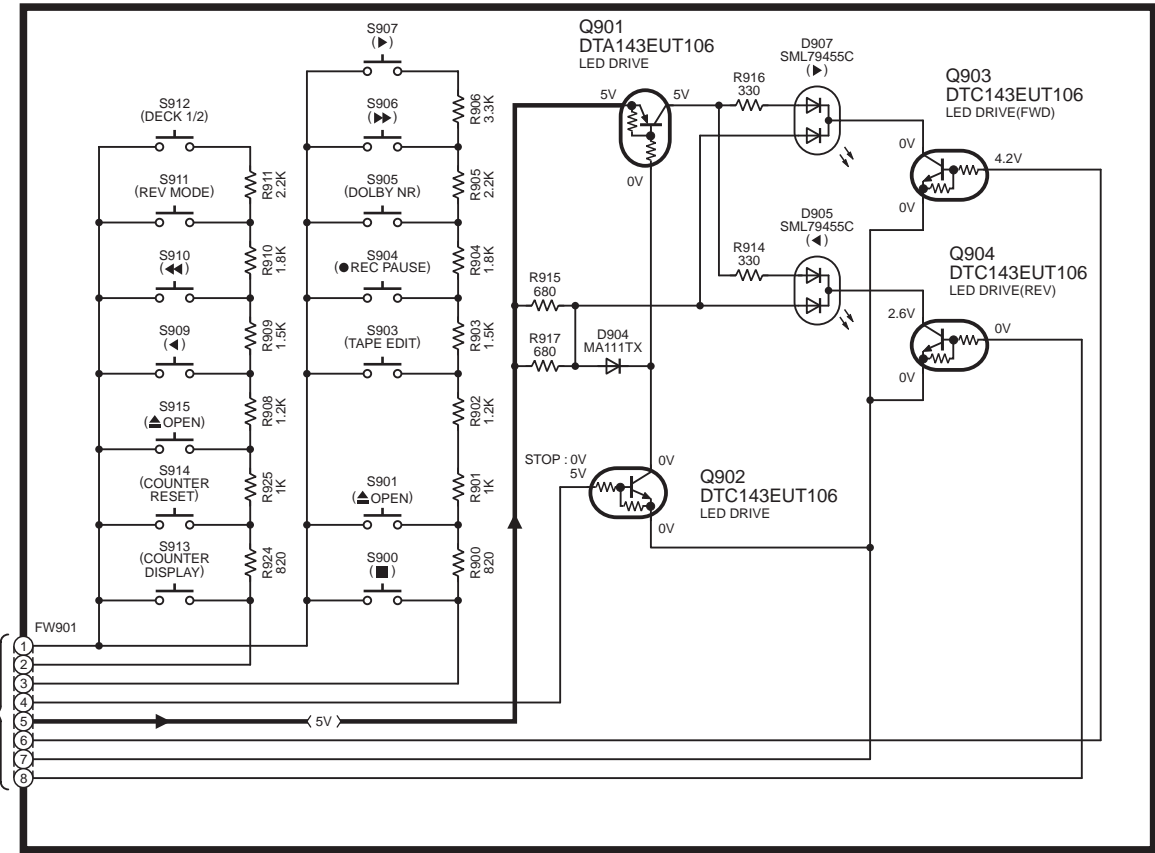 S907
(▶)
S906
(▶▶)
S905
(DOLBY NR)
S904
(●REC PAUSE)
S903
(TAPE EDIT)
S901
(⏏OPEN)
S900
(■)
R906
3.3K
R905
2.2K
R904
1.8K
R903
1.5K
R902
1.2K
R901
1K
R900
820
S912
(DECK 1/2)
S911
(REV MODE)
S910
(◀◀)
S909
(◀)
S915
(⏏OPEN)
S914
(COUNTER
RESET)
S913
(COUNTER
DISPLAY)
R911
2.2K
R910
1.8K
R909
1.5K
R908
1.2K
R925
1K
R924
820
Q901
DTA143EUT106
LED DRIVE
5V
5V
0V
R916
330
D907
SML79455C
(▶)
Q903
DTC143EUT106
LED DRIVE(FWD)
0V
4.2V
0V
R914
330
D905
SML79455C
(◀)
Q904
DTC143EUT106
LED DRIVE(REV)
2.6V
0V
0V
R915
680
R917
680
D904
MA111TX
STOP : 0V
5V
0V
0V
Q902
DTC143EUT106
LED DRIVE
FW901
1
2
3
4
5
6
7
8
5V